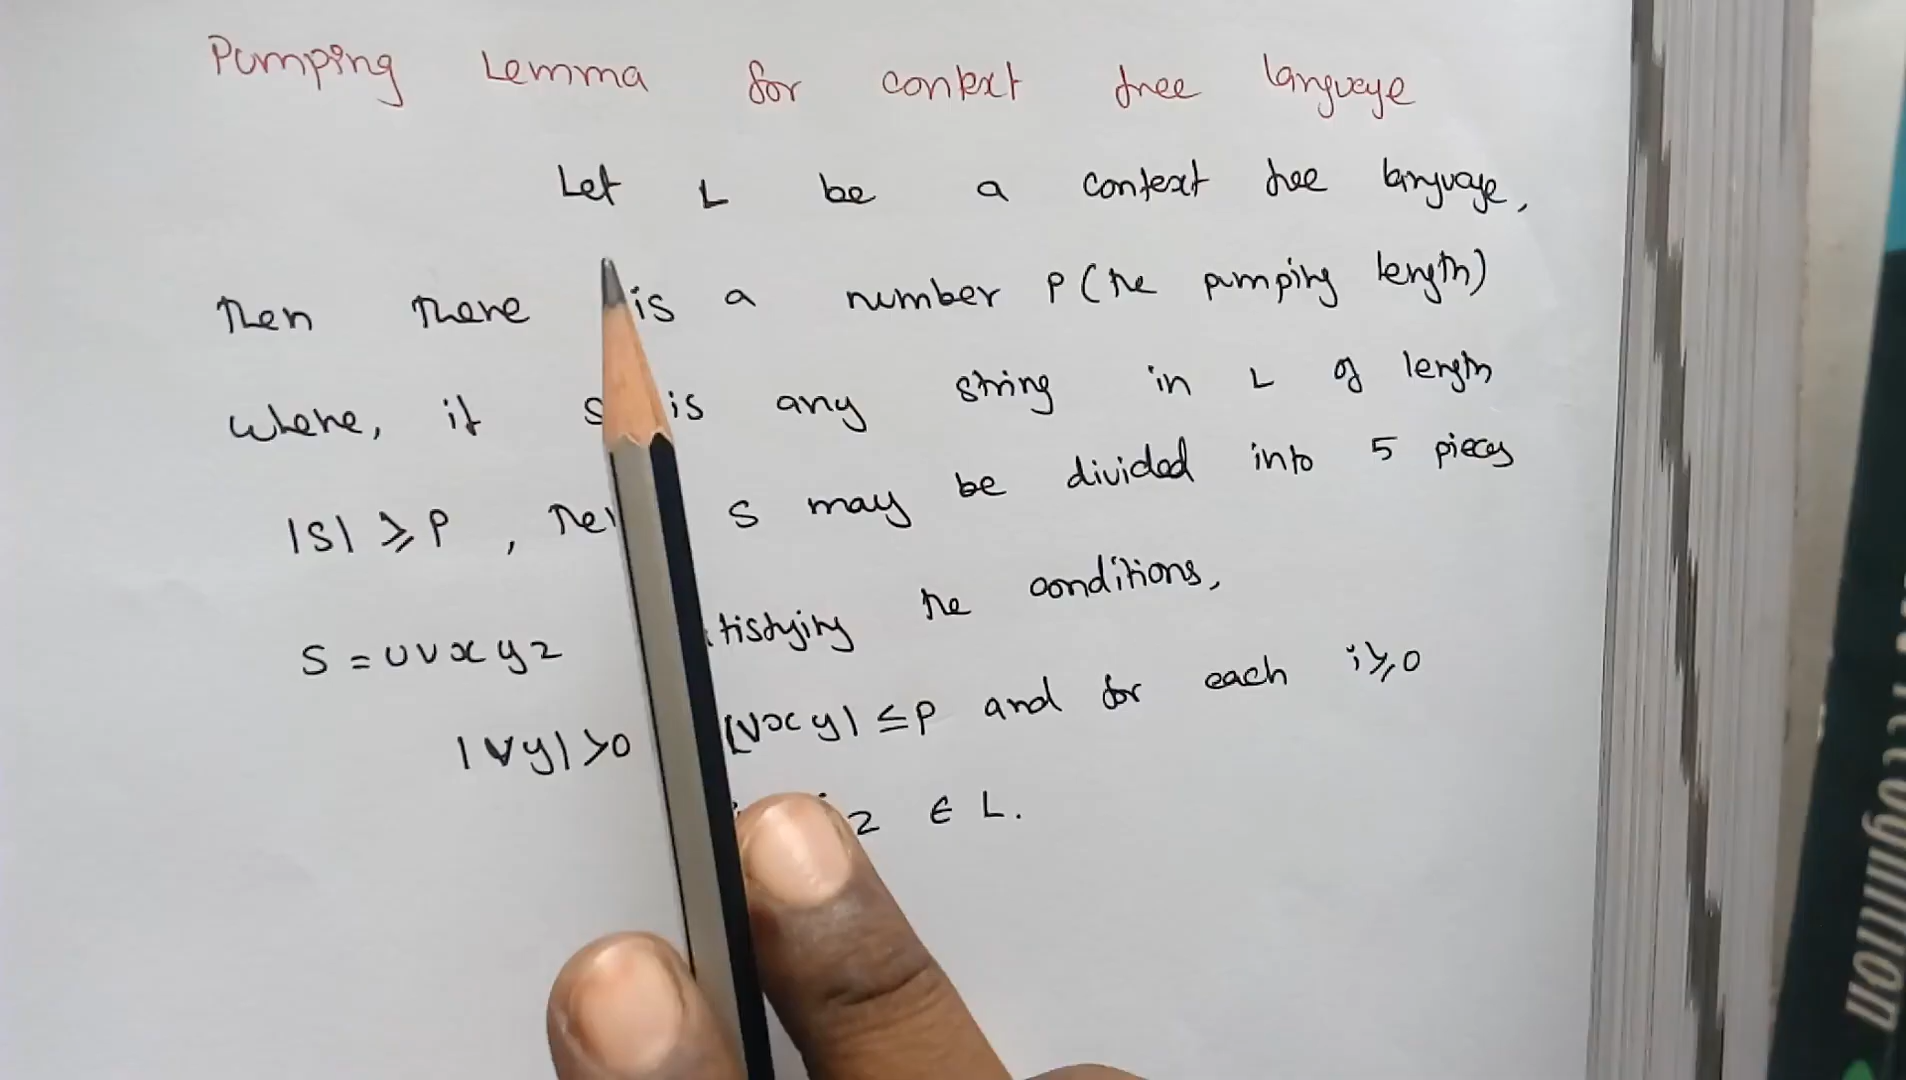 Pumping Lemma for context free language
Let L be a context free language,
Then there is a number P (the pumping length)
where, if S is any string in L of length
|S| ≥ P, S may be divided into 5 pieces
S = UVxyz the conditions,
|vy| > 0 |vxy| ≤ P and for each i ≥ 0
z ∈ L.